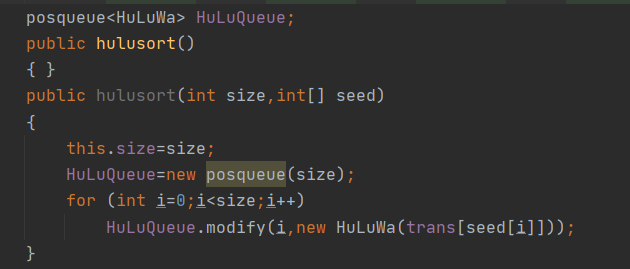 posqueue<HuLuWa> HuLuQueue;
public hulusort()
{ }
public hulusort(int size,int[] seed)
{
this.size=size;
HuLuQueue=new posqueue(size);
for (int i=0;i<size;i++)
HuLuQueue.modify(i,new HuLuWa(trans[seed[i]]));
}